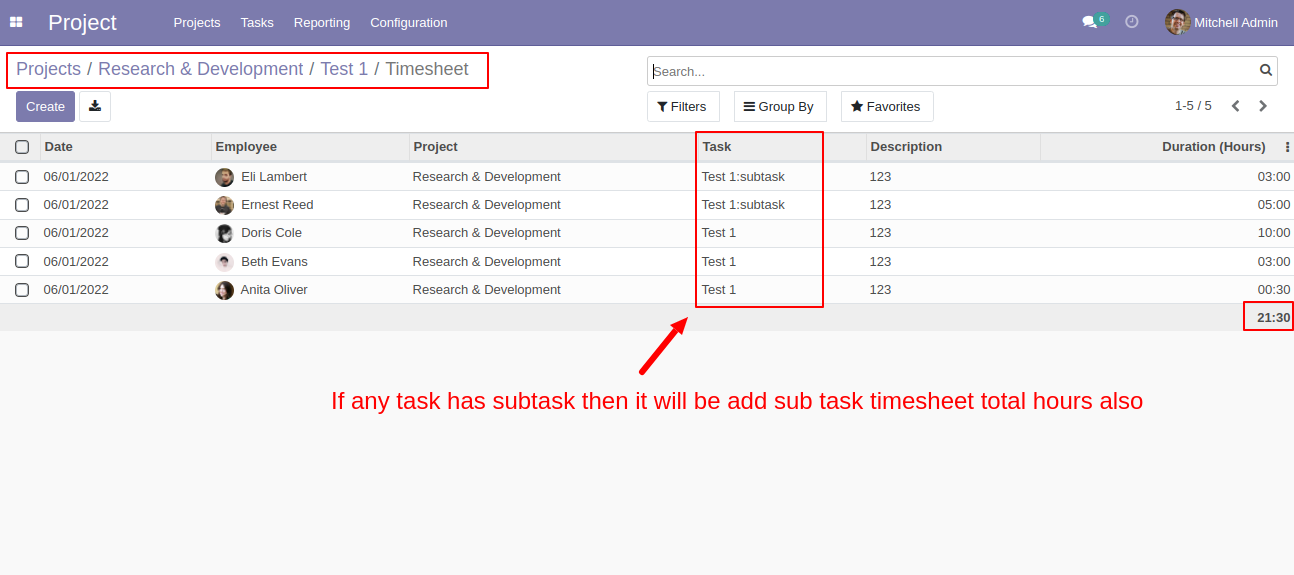 Project Projects Tasks Reporting Configuration 6 Mitchell Admin
Projects / Research & Development / Test 1 / Timesheet
Search...
Create Filters Group By Favorites 1-5 / 5
Date Employee Project Task Description Duration (Hours)
06/01/2022 Eli Lambert Research & Development Test 1:subtask 123 03:00
06/01/2022 Ernest Reed Research & Development Test 1:subtask 123 05:00
06/01/2022 Doris Cole Research & Development Test 1 123 10:00
06/01/2022 Beth Evans Research & Development Test 1 123 03:00
06/01/2022 Anita Oliver Research & Development Test 1 123 00:30
21:30
If any task has subtask then it will be add sub task timesheet total hours also